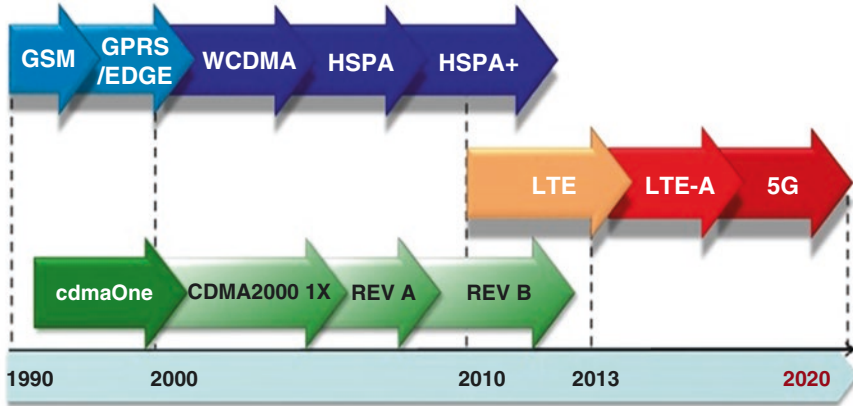 GSM
GPRS
/EDGE
WCDMA
HSPA
HSPA+
LTE
LTE-A
5G
cdmaOne
CDMA2000 1X
REV A
REV B
1990
2000
2010
2013
2020